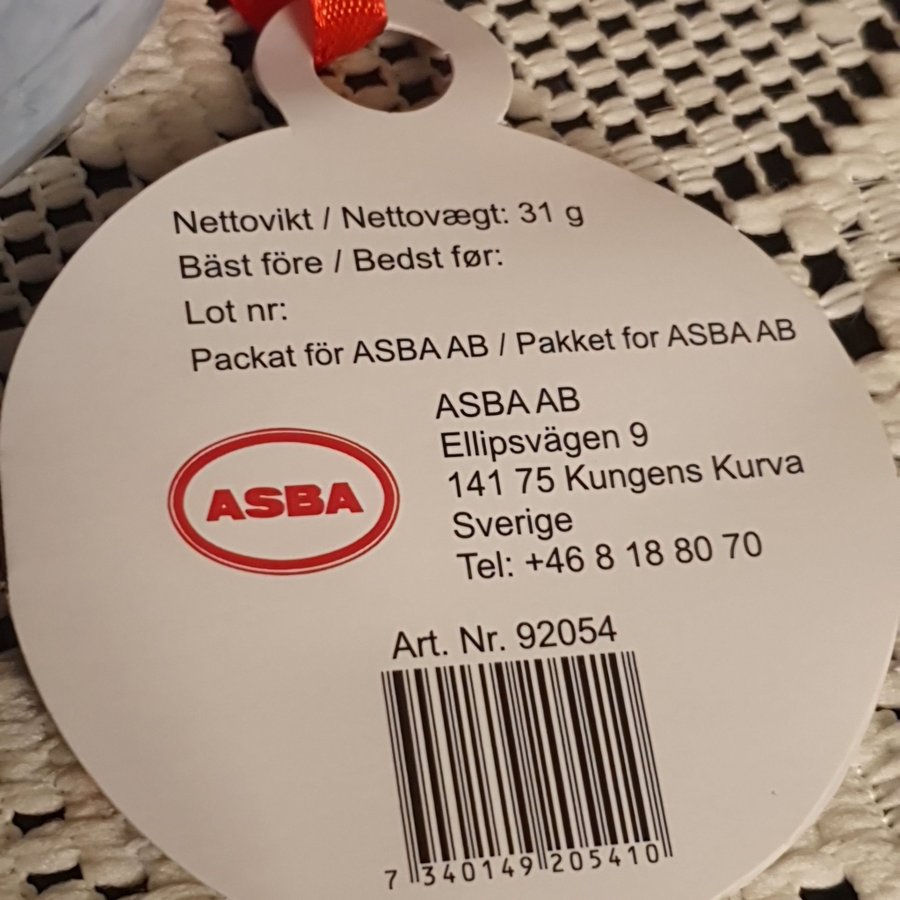 Nettovikt / Nettovægt: 31 g
Bäst före / Bedst før:
Lot nr:
Packat för ASBA AB / Pakket for ASBA AB
ASBA AB
Ellipsvägen 9
141 75 Kungens Kurva
Sverige
Tel: +46 8 18 80 70
ASBA
Art. Nr. 92054
7 340149 205410